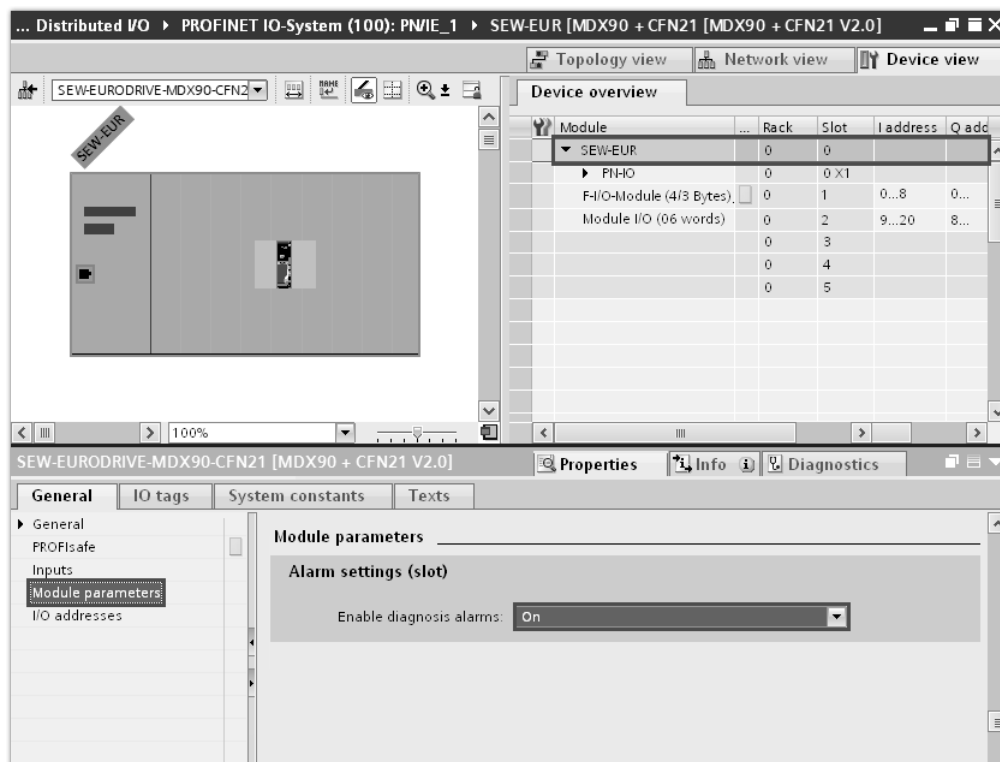 ... Distributed I/O ▸ PROFINET IO-System (100): PN/IE_1 ▸ SEW-EUR [MDX90 + CFN21 [MDX90 + CFN21 V2.0]
Topology view Network view Device view
SEW-EURODRIVE-MDX90-CFN2
Device overview
SEW-EUR
Module ... Rack Slot I address Q add
SEW-EUR 0 0
PN-IO 0 0 X1
F-I/O-Module (4/3 Bytes)_ 0 1 0...8 0...
Module I/O (06 words) 0 2 9...20 8...
0 3
0 4
0 5
100%
SEW-EURODRIVE-MDX90-CFN21 [MDX90 + CFN21 V2.0]
Properties Info Diagnostics
General IO tags System constants Texts
General
PROFIsafe
Inputs
Module parameters
I/O addresses
Module parameters
Alarm settings (slot)
Enable diagnosis alarms: On